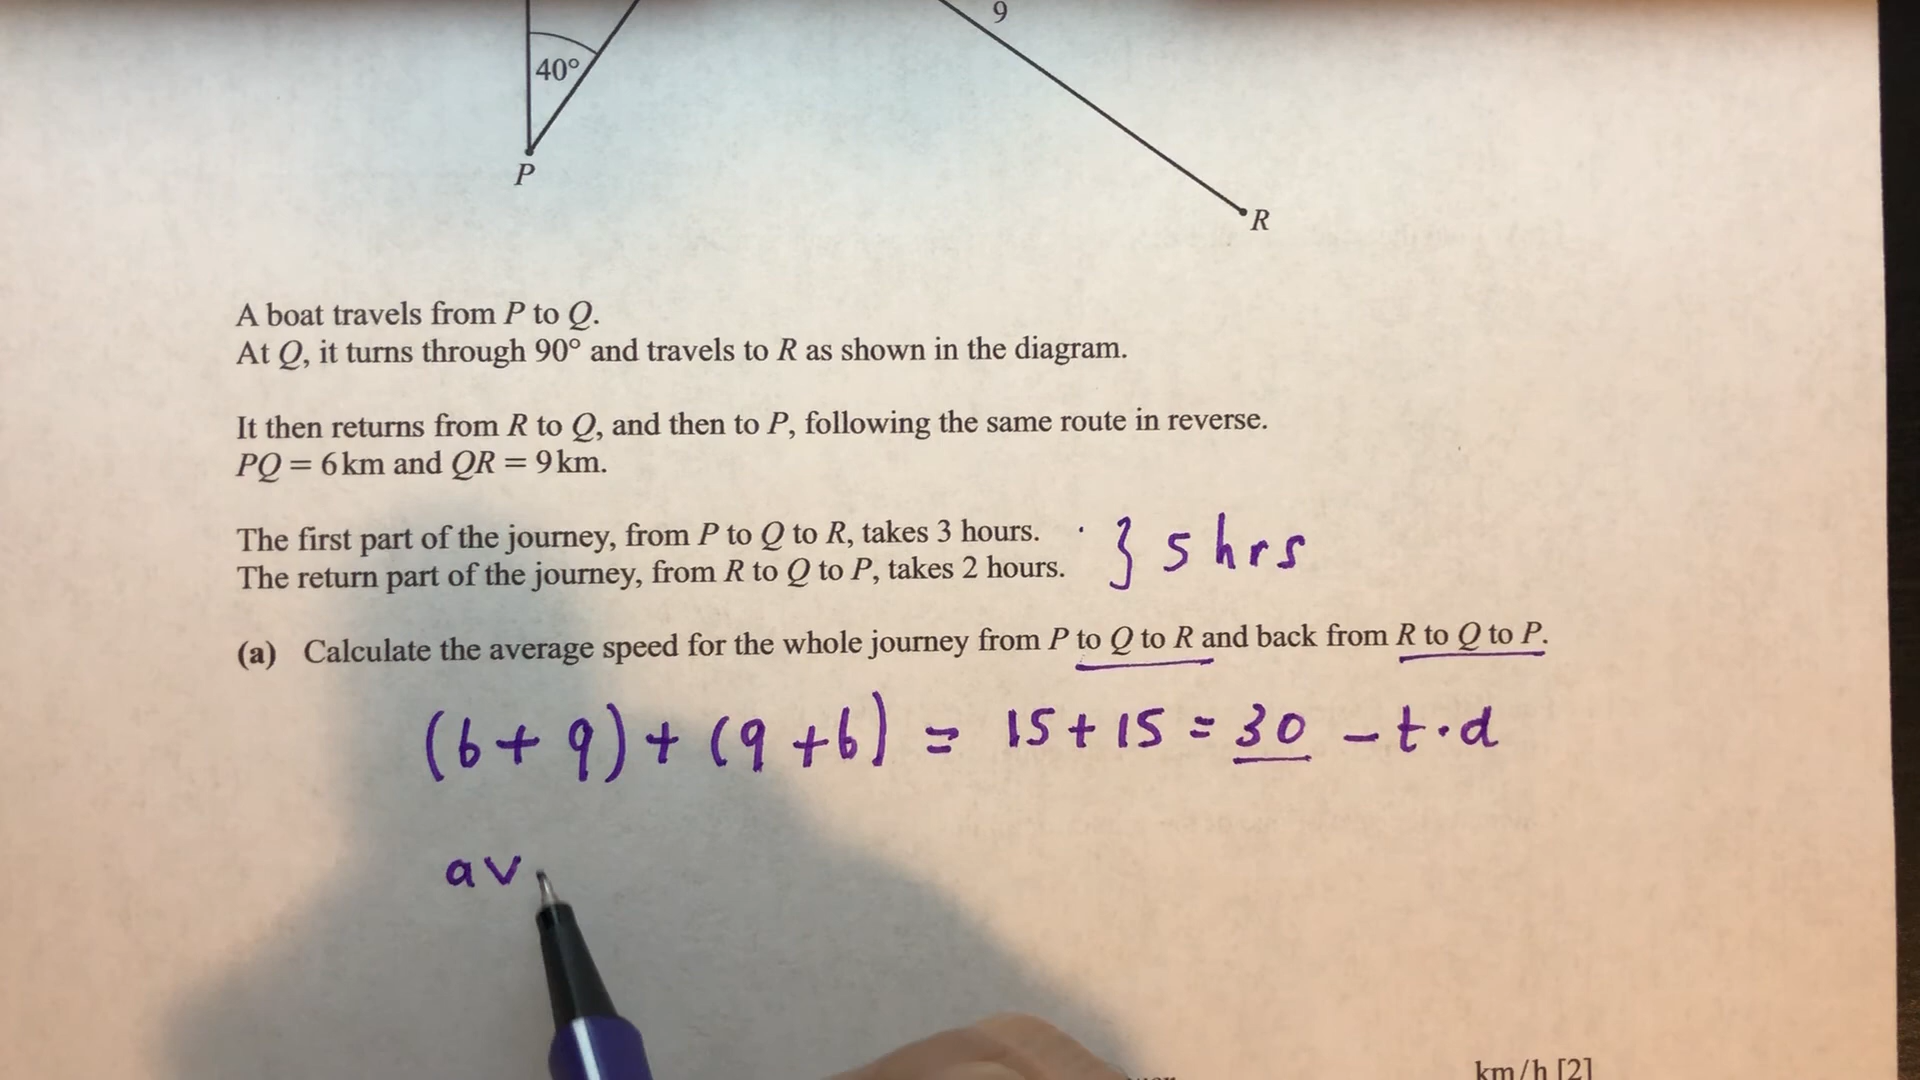 9
40°
P
R
A boat travels from P to Q.
At Q, it turns through 90° and travels to R as shown in the diagram.
It then returns from R to Q, and then to P, following the same route in reverse.
PQ = 6 km and QR = 9 km.
The first part of the journey, from P to Q to R, takes 3 hours.
The return part of the journey, from R to Q to P, takes 2 hours.
} 5 hrs
(a) Calculate the average speed for the whole journey from P to Q to R and back from R to Q to P.
(6 + 9) + (9 + 6) = 15 + 15 = 30 - t.d
av
km/h [2]